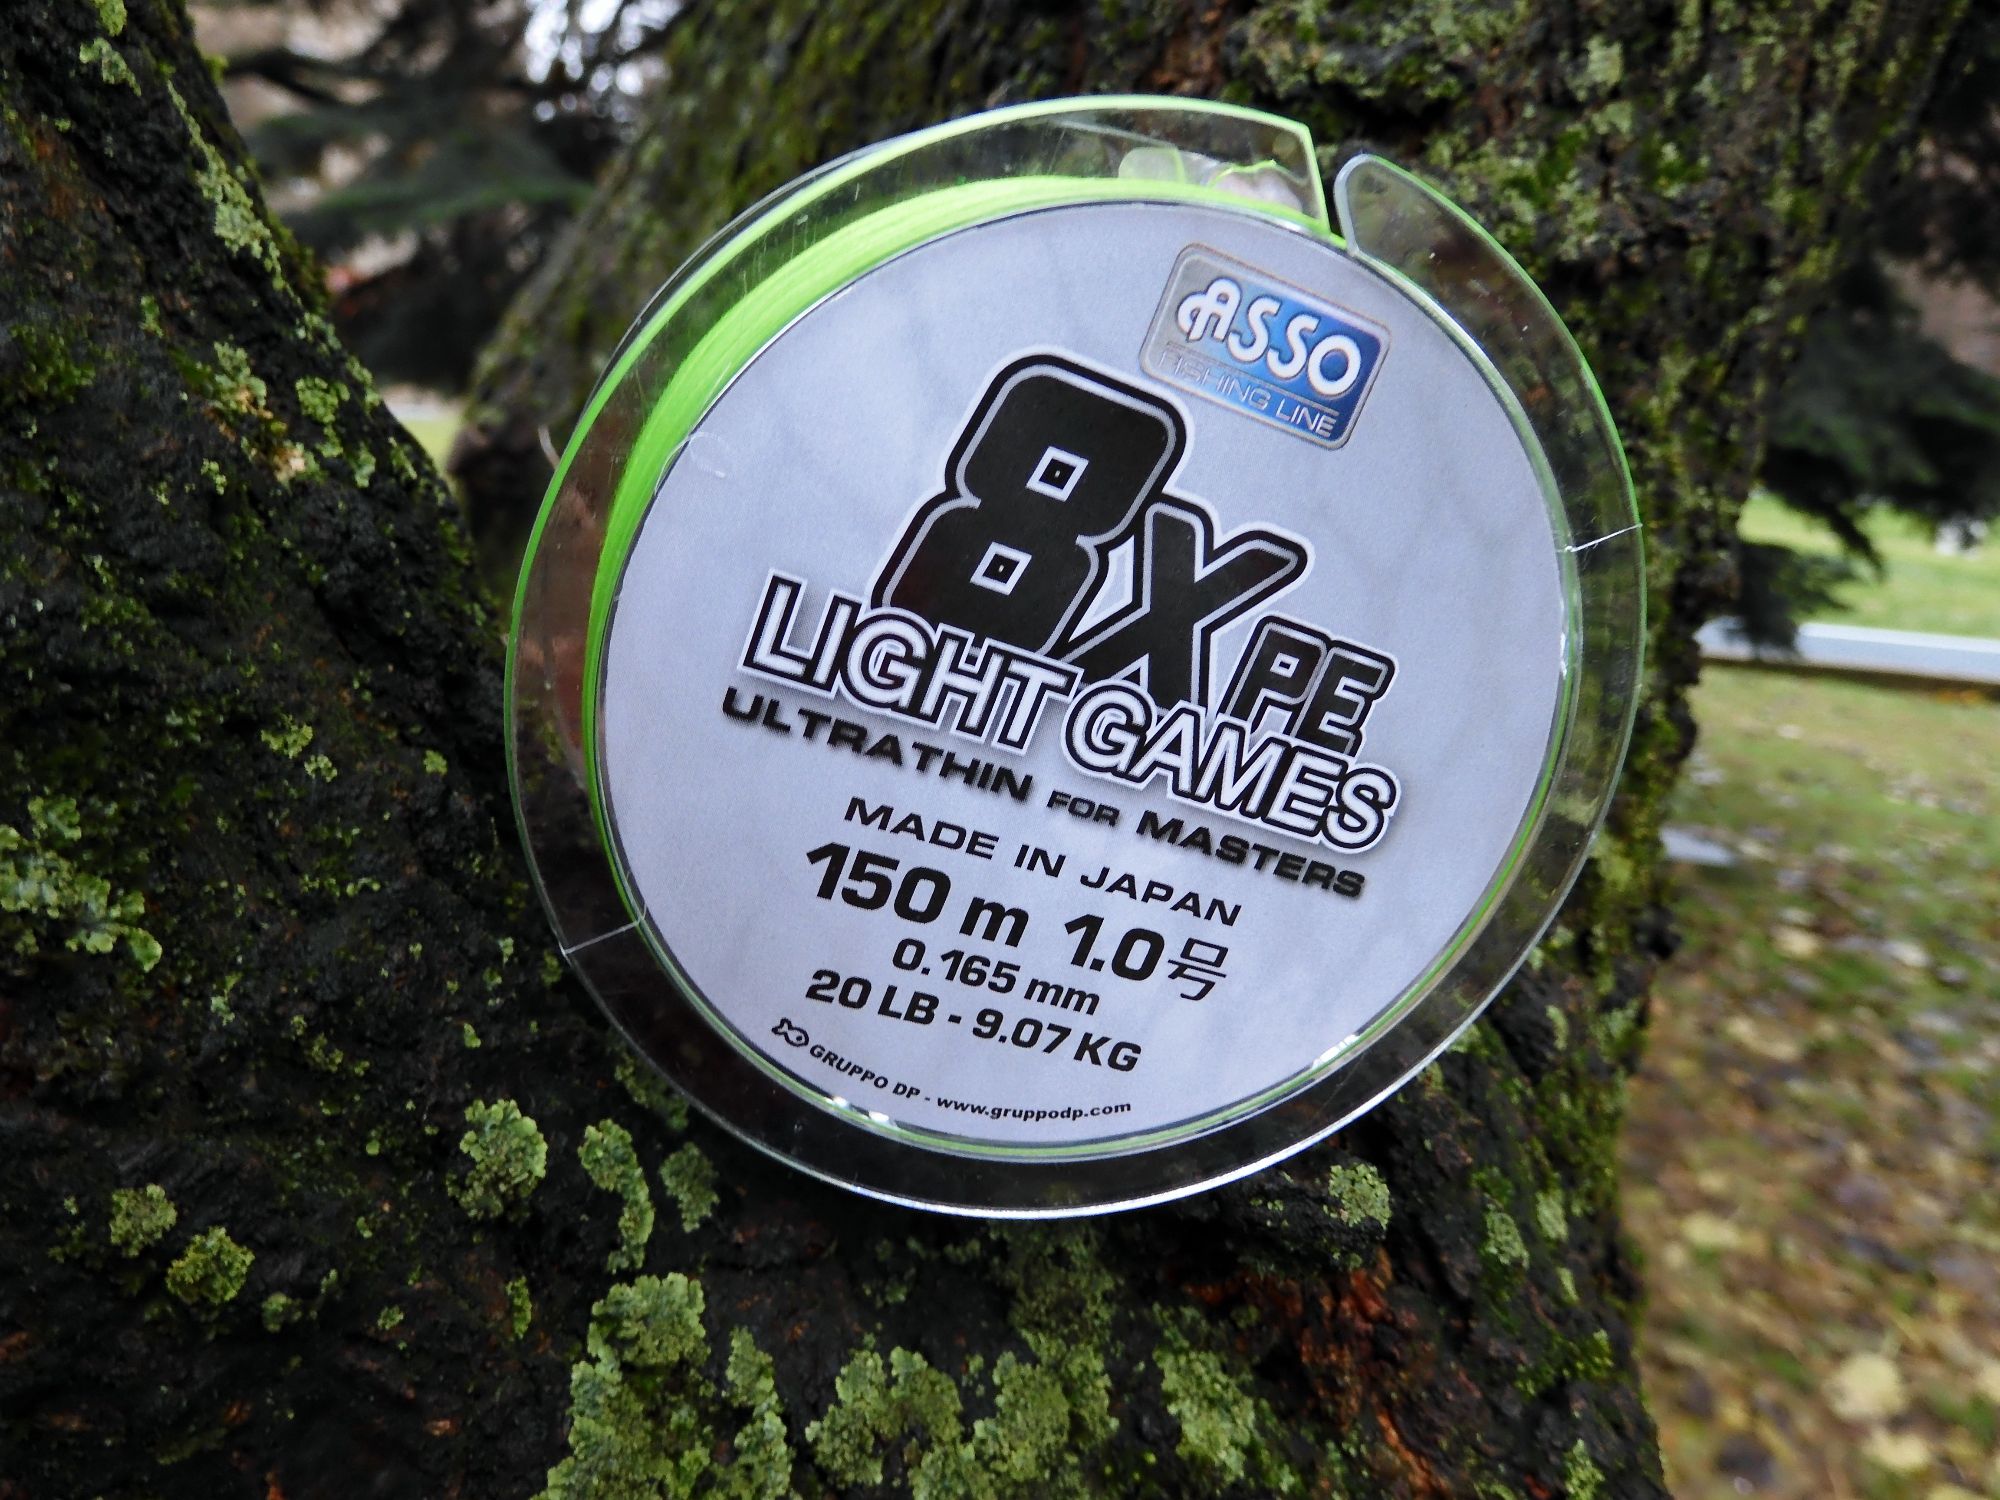 ASSO
FISHING LINE
8X PE
LIGHT GAMES
ULTRATHIN FOR MASTERS
MADE IN JAPAN
150 m 1.0号
0.165 mm
20 LB - 9.07 KG
GRUPPO DP - www.gruppodp.com